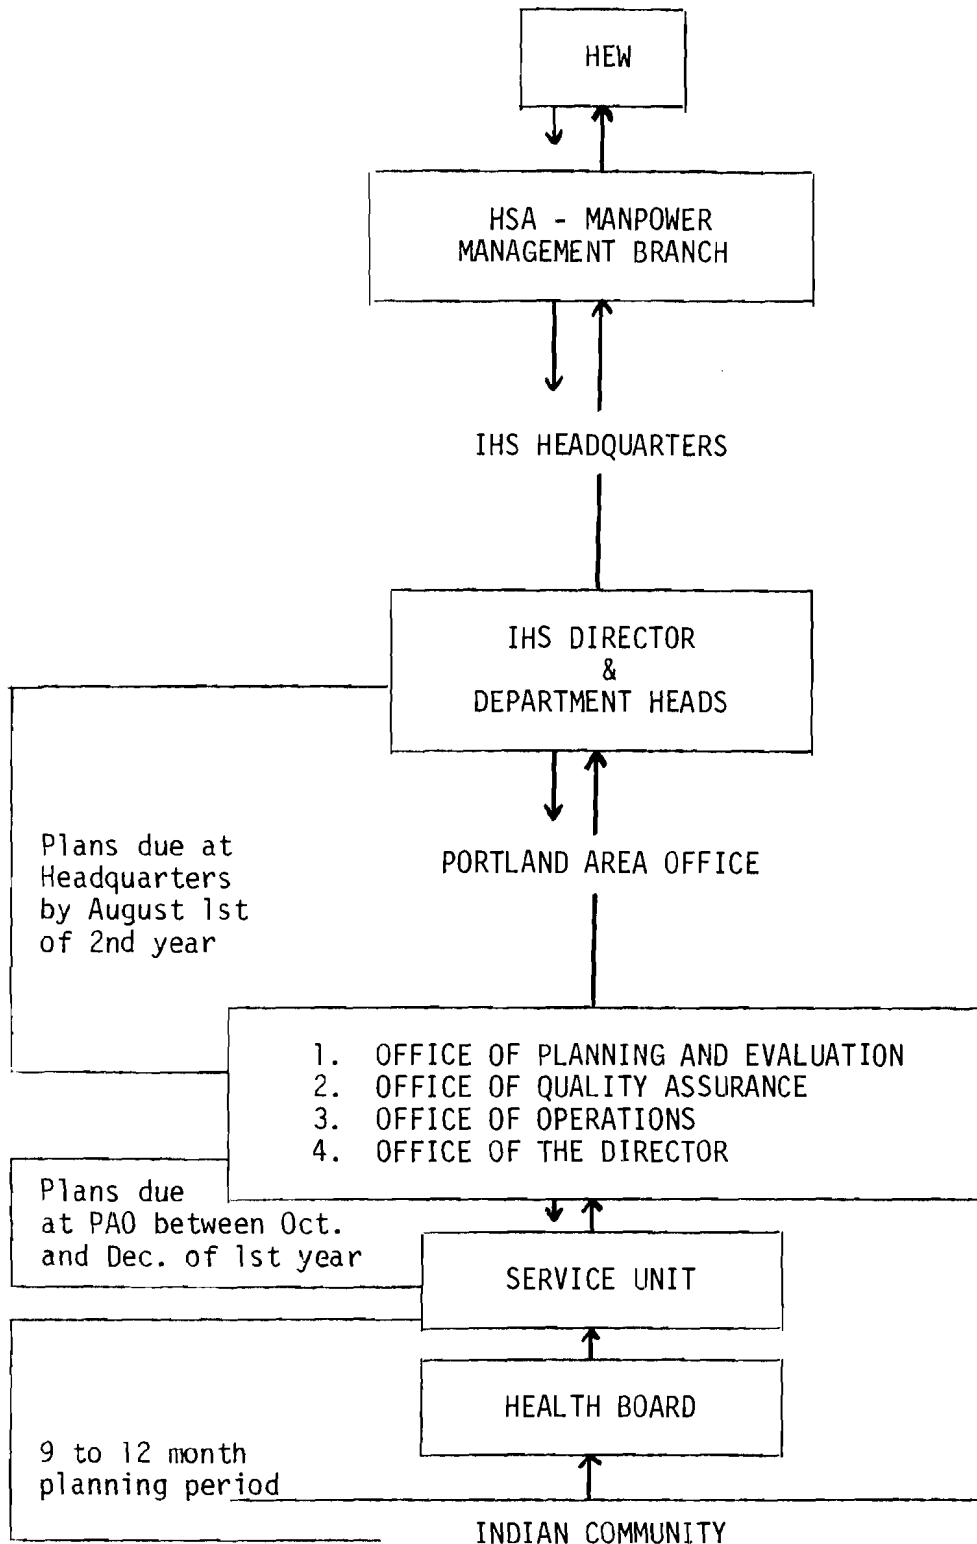 HEW
HSA - MANPOWER
MANAGEMENT BRANCH
IHS HEADQUARTERS
IHS DIRECTOR
&
DEPARTMENT HEADS
Plans due at
Headquarters
by August 1st
of 2nd year
PORTLAND AREA OFFICE
1. OFFICE OF PLANNING AND EVALUATION
2. OFFICE OF QUALITY ASSURANCE
3. OFFICE OF OPERATIONS
4. OFFICE OF THE DIRECTOR
Plans due
at PAO between Oct.
and Dec. of 1st year
SERVICE UNIT
HEALTH BOARD
9 to 12 month
planning period
INDIAN COMMUNITY